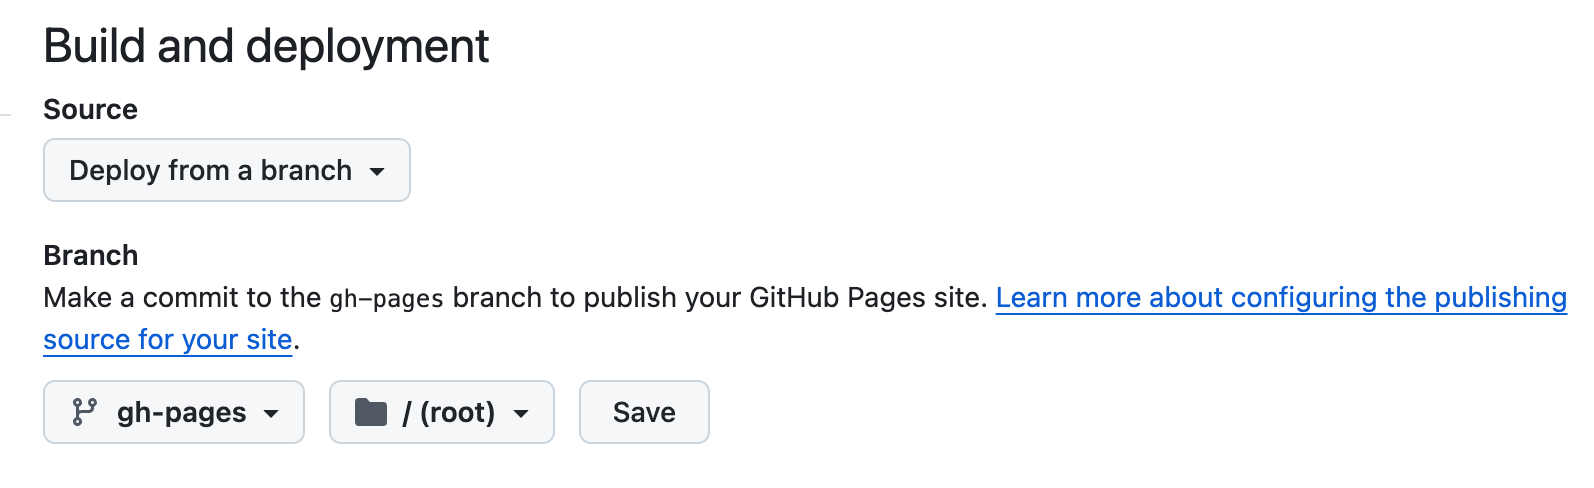 Build and deployment
Source
Deploy from a branch
Branch
Make a commit to the gh-pages branch to publish your GitHub Pages site. Learn more about configuring the publishing
source for your site.
gh-pages / (root) Save